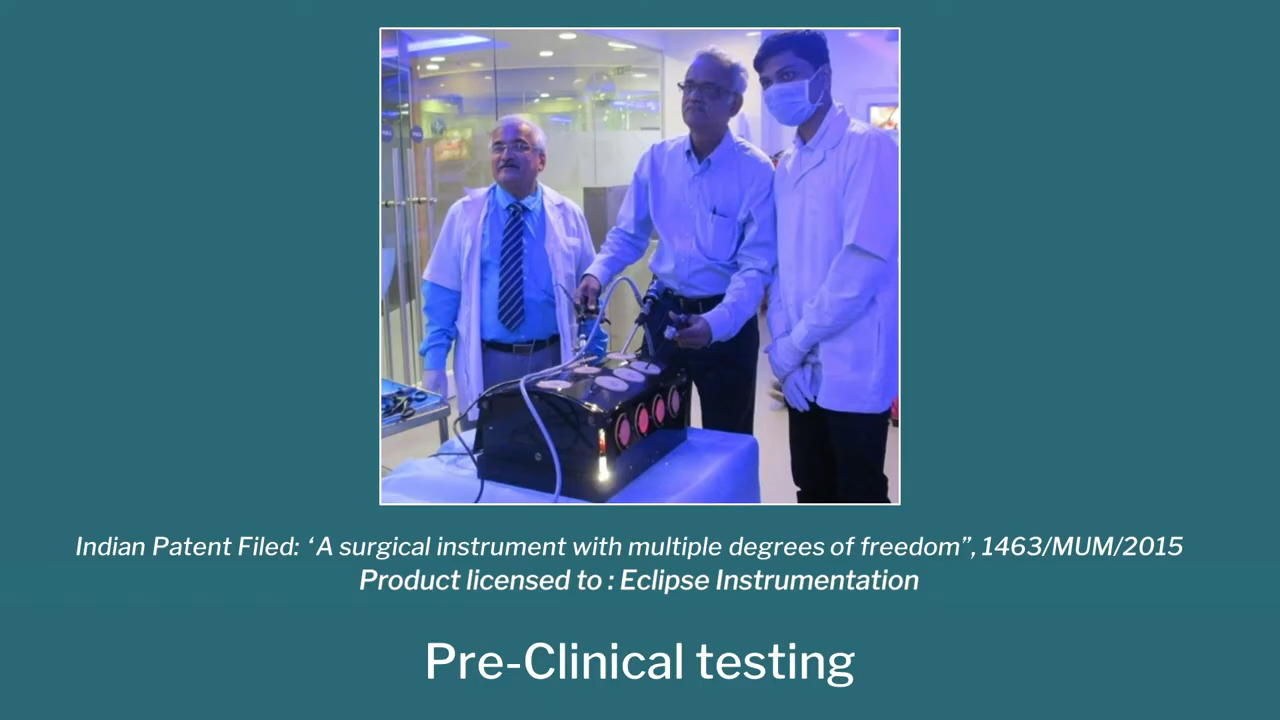 Indian Patent Filed: ‘A surgical instrument with multiple degrees of freedom”, 1463/MUM/2015
Product licensed to : Eclipse Instrumentation
Pre-Clinical testing